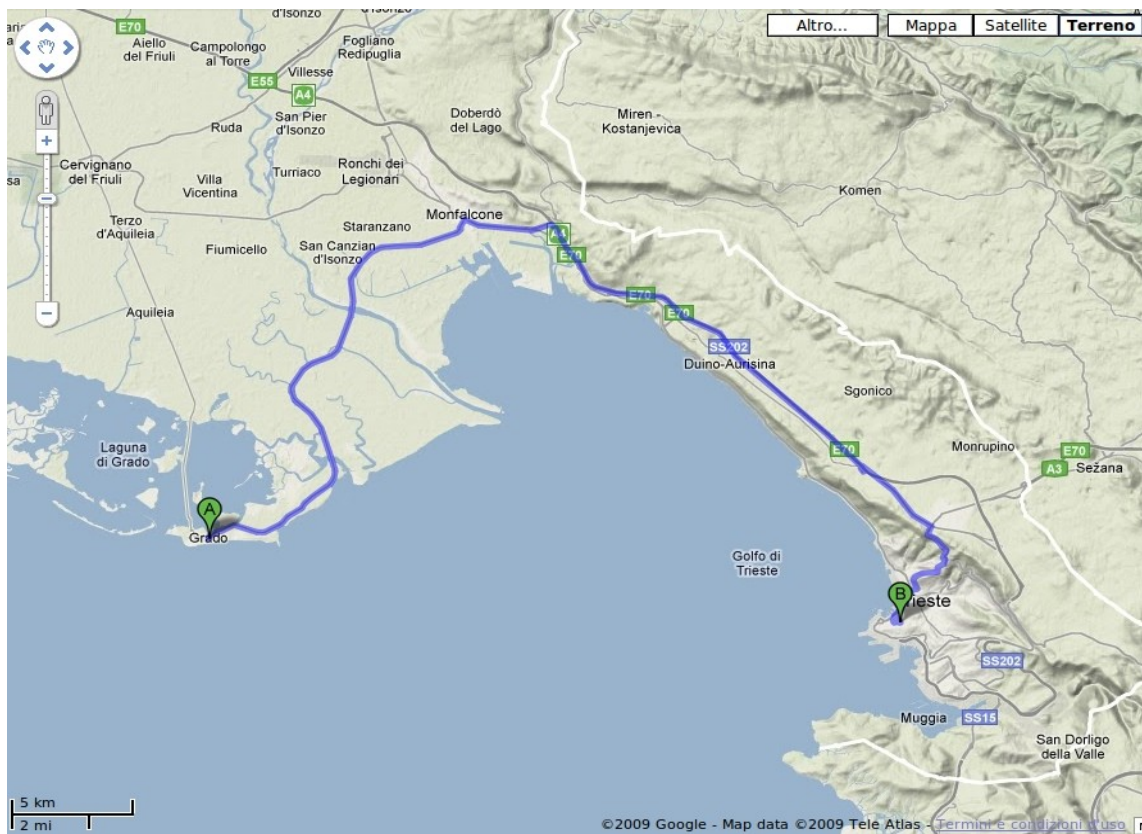 d'Isonzo
d'Isonzo
E70
Aiello
del Friuli
Campolongo
al Torre
Fogliano
Redipuglia
Altro...
Mappa
Satellite
Terreno
E55
Villesse
A4
San Pier
d'Isonzo
Doberdò
del Lago
Miren -
Kostanjevica
Ruda
Cervignano
del Friuli
sa
Villa
Vicentina
Turriaco
Ronchi dei
Legionari
Komen
Terzo
d'Aquileia
Fiumicello
Staranzano
Monfalcone
San Canzian
d'Isonzo
A4
E70
E70
E70
Aquileia
SS202
Duino-Aurisina
Sgonico
Laguna
di Grado
E70
Monrupino
E70
A3
Sežana
A
Grado
Golfo di
Trieste
B
rieste
SS202
Muggia
SS15
San Dorligo
della Valle
5 km
2 mi
©2009 Google - Map data ©2009 Tele Atlas - Termini e condizioni d'uso